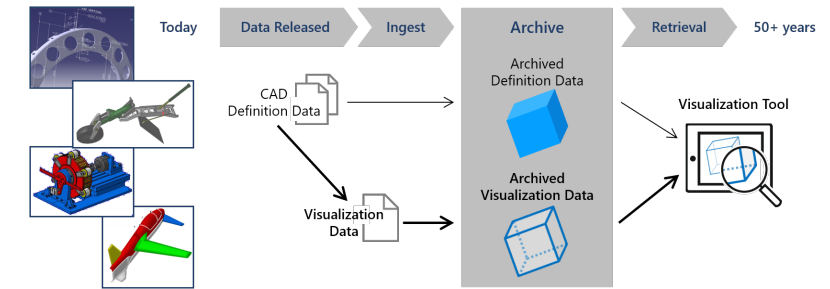 Today
Data Released
Ingest
Archive
Retrieval
50+ years
CAD
Definition Data
Archived
Definition Data
Visualization Tool
Visualization
Data
Archived
Visualization Data